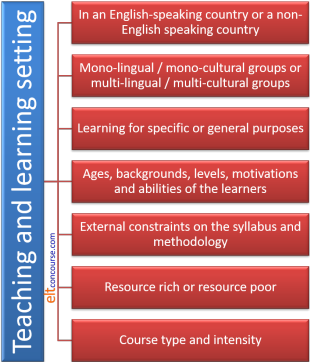 Teaching and learning setting
In an English-speaking country or a non-
English speaking country
Mono-lingual / mono-cultural groups or
multi-lingual / multi-cultural groups
Learning for specific or general purposes
Ages, backgrounds, levels, motivations
and abilities of the learners
External constraints on the syllabus and
methodology
Resource rich or resource poor
Course type and intensity
eltconcourse.com